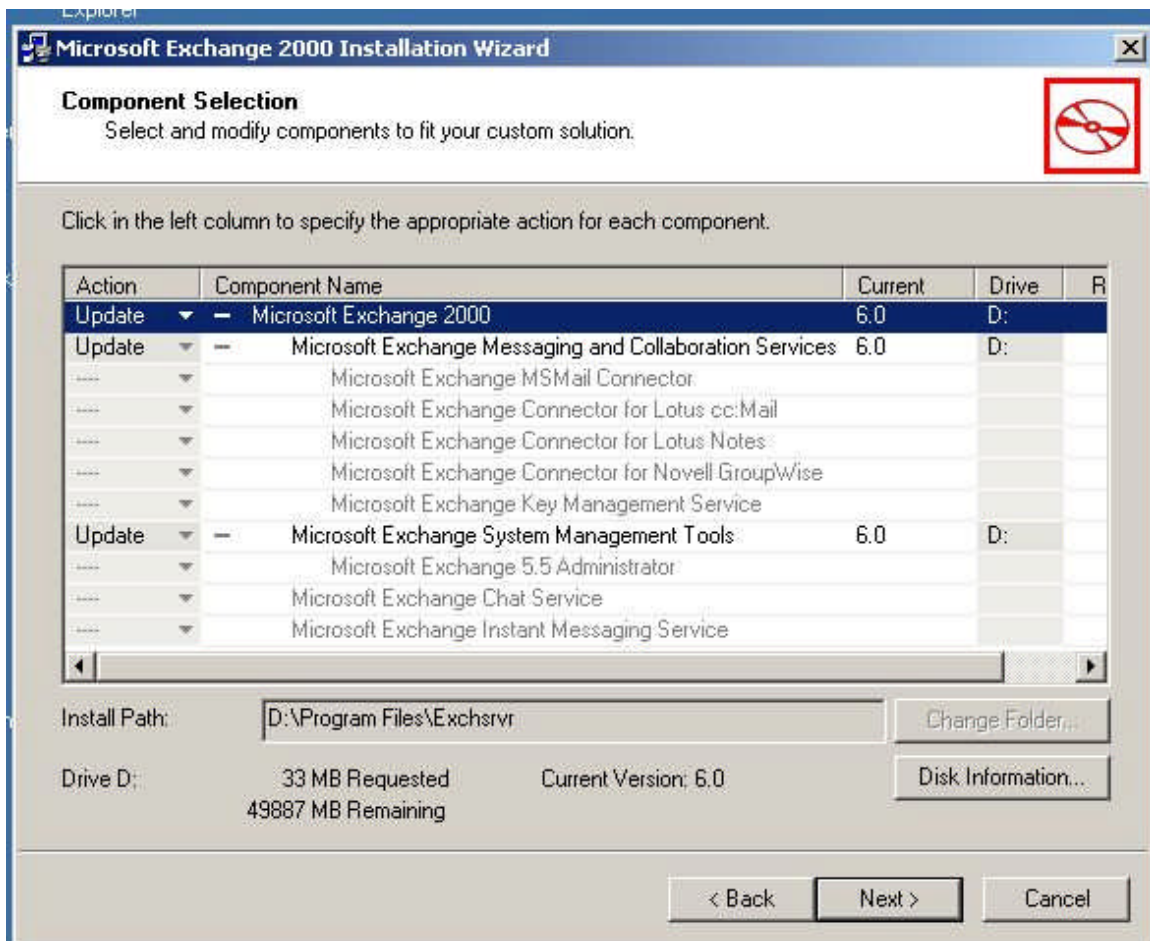 Explorer
Microsoft Exchange 2000 Installation Wizard
Component Selection
Select and modify components to fit your custom solution.
Click in the left column to specify the appropriate action for each component.
Action Component Name Current Drive R
Update Microsoft Exchange 2000 6.0 D:
Update Microsoft Exchange Messaging and Collaboration Services 6.0 D:
---- Microsoft Exchange MSMail Connector
---- Microsoft Exchange Connector for Lotus cc:Mail
---- Microsoft Exchange Connector for Lotus Notes
---- Microsoft Exchange Connector for Novell GroupWise
---- Microsoft Exchange Key Management Service
Update Microsoft Exchange System Management Tools 6.0 D:
---- Microsoft Exchange 5.5 Administrator
---- Microsoft Exchange Chat Service
---- Microsoft Exchange Instant Messaging Service
Install Path: D:\Program Files\Exchsrvr Change Folder...
Drive D: 33 MB Requested Current Version: 6.0 Disk Information...
49887 MB Remaining
< Back Next > Cancel